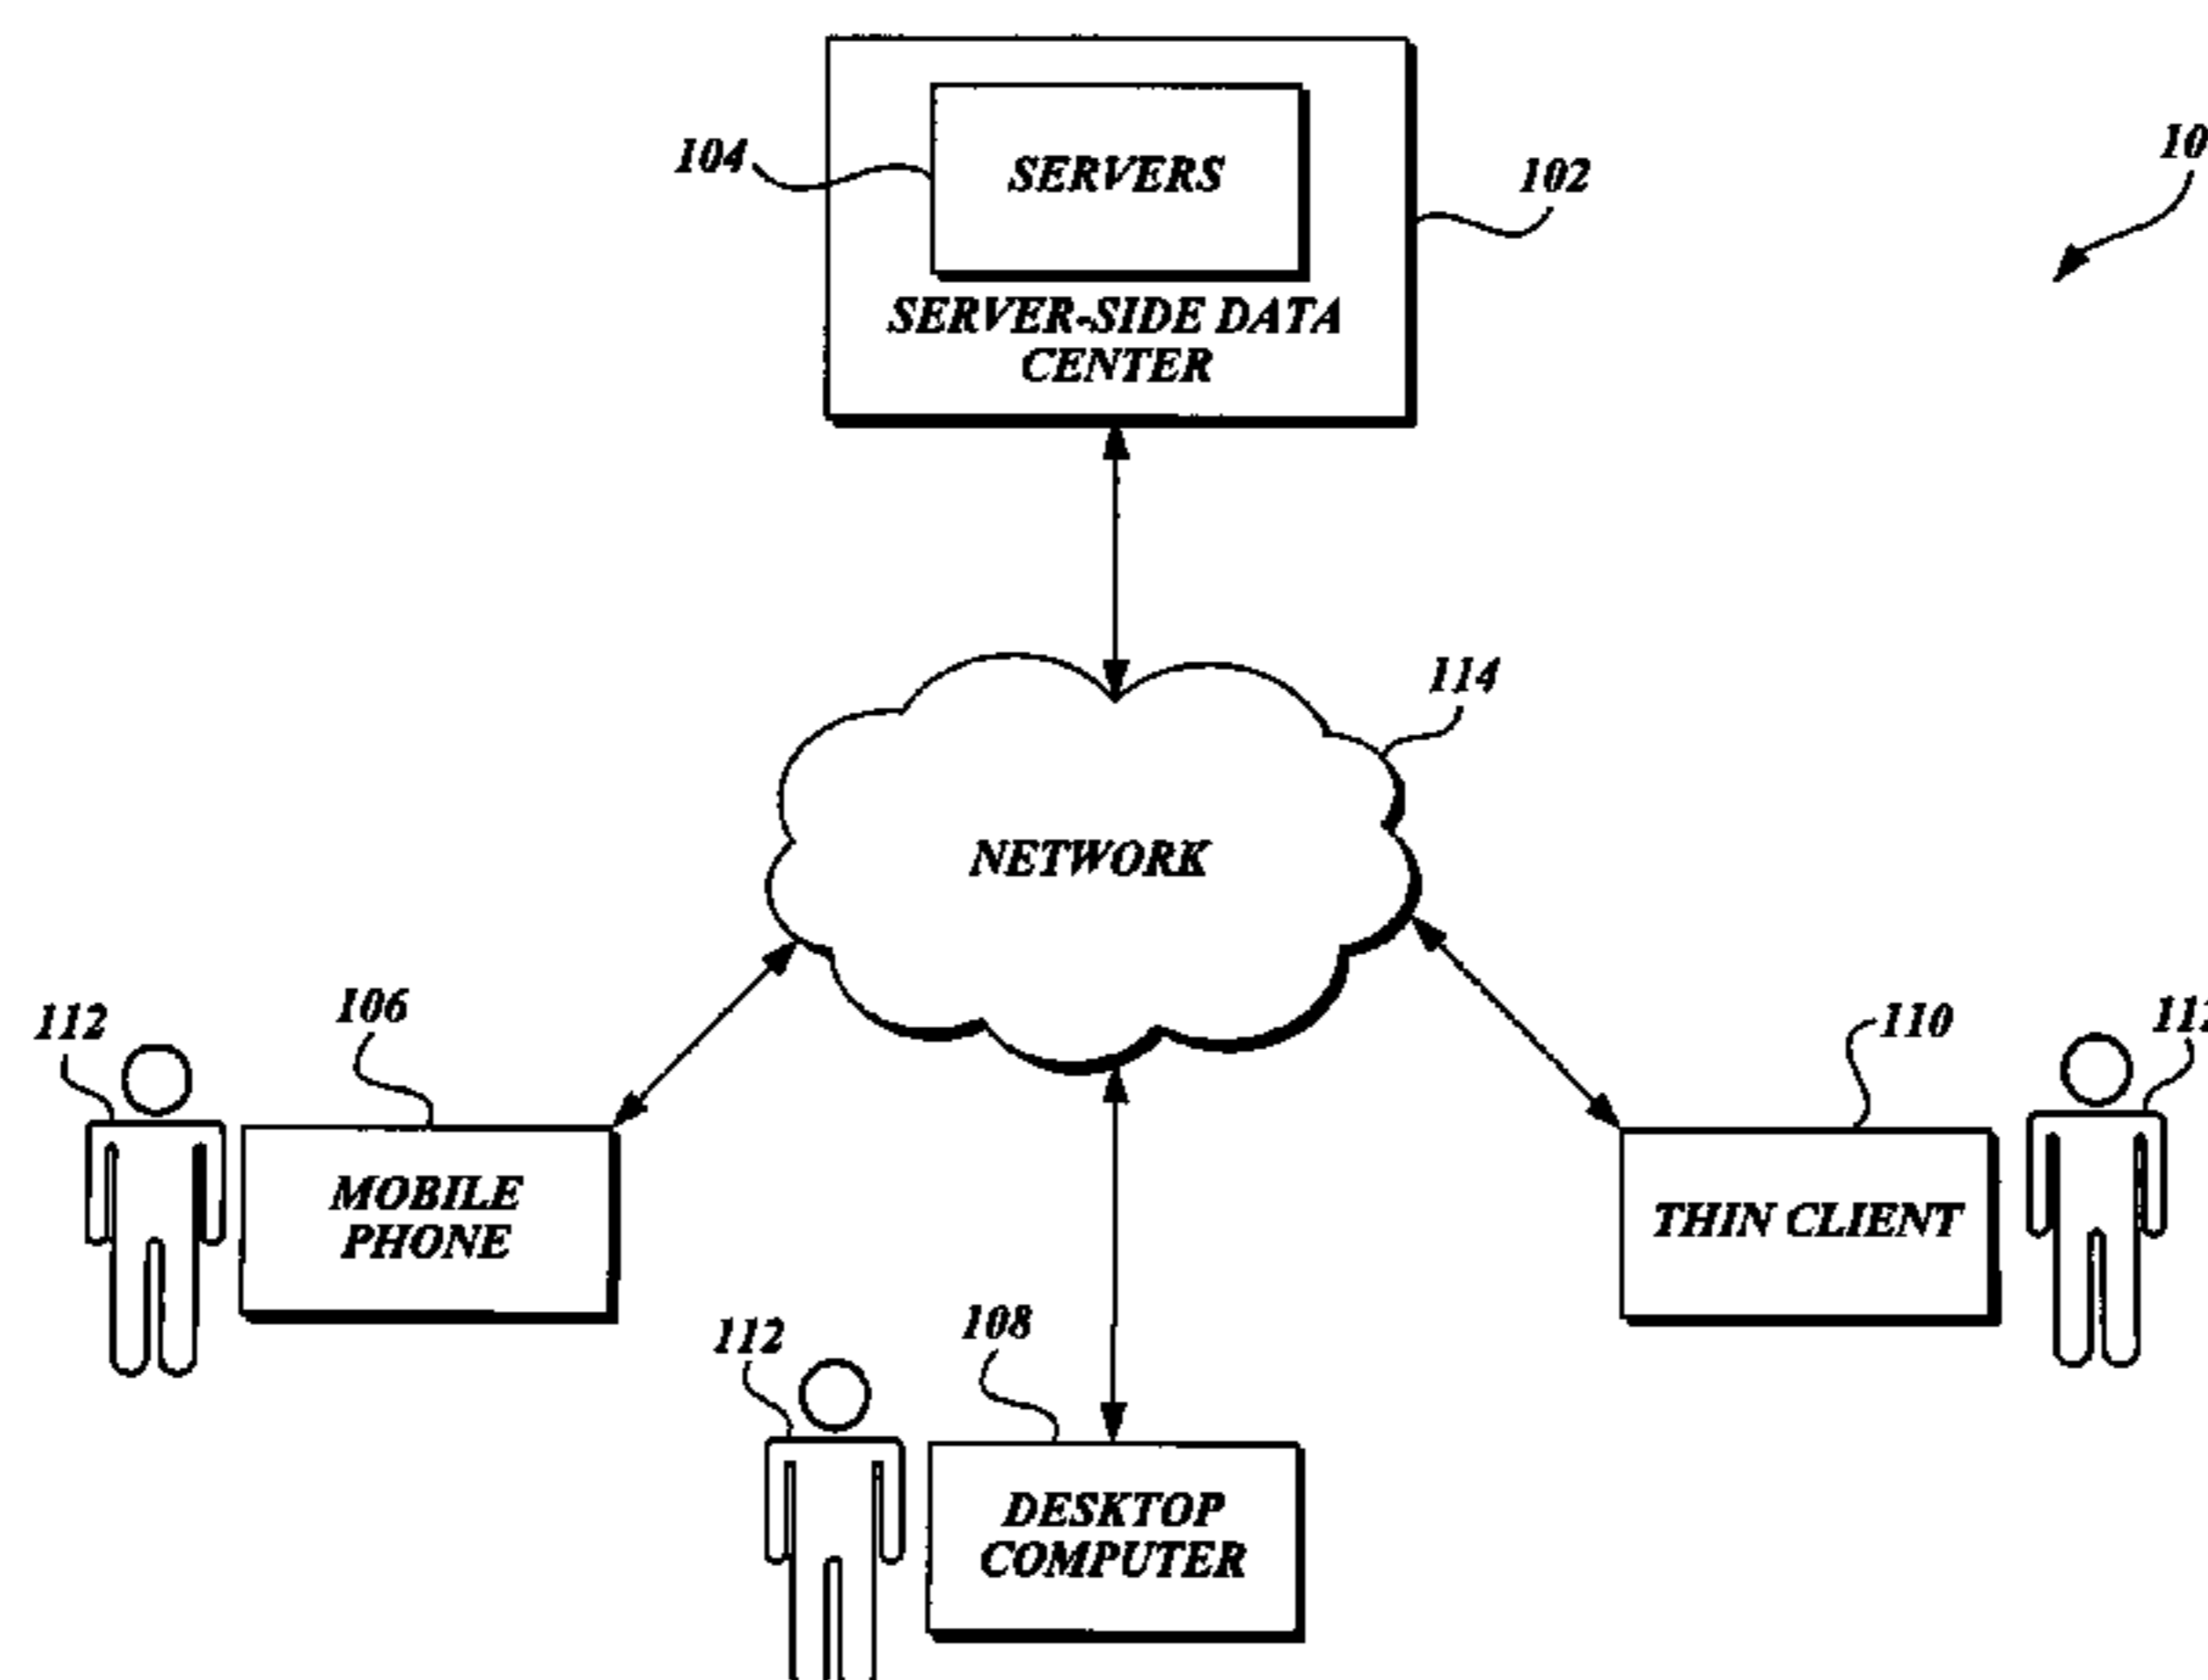 104
SERVERS
102
10
SERVER-SIDE DATA
CENTER
114
NETWORK
112
106
110
11
MOBILE
PHONE
THIN CLIENT
112
108
DESKTOP
COMPUTER